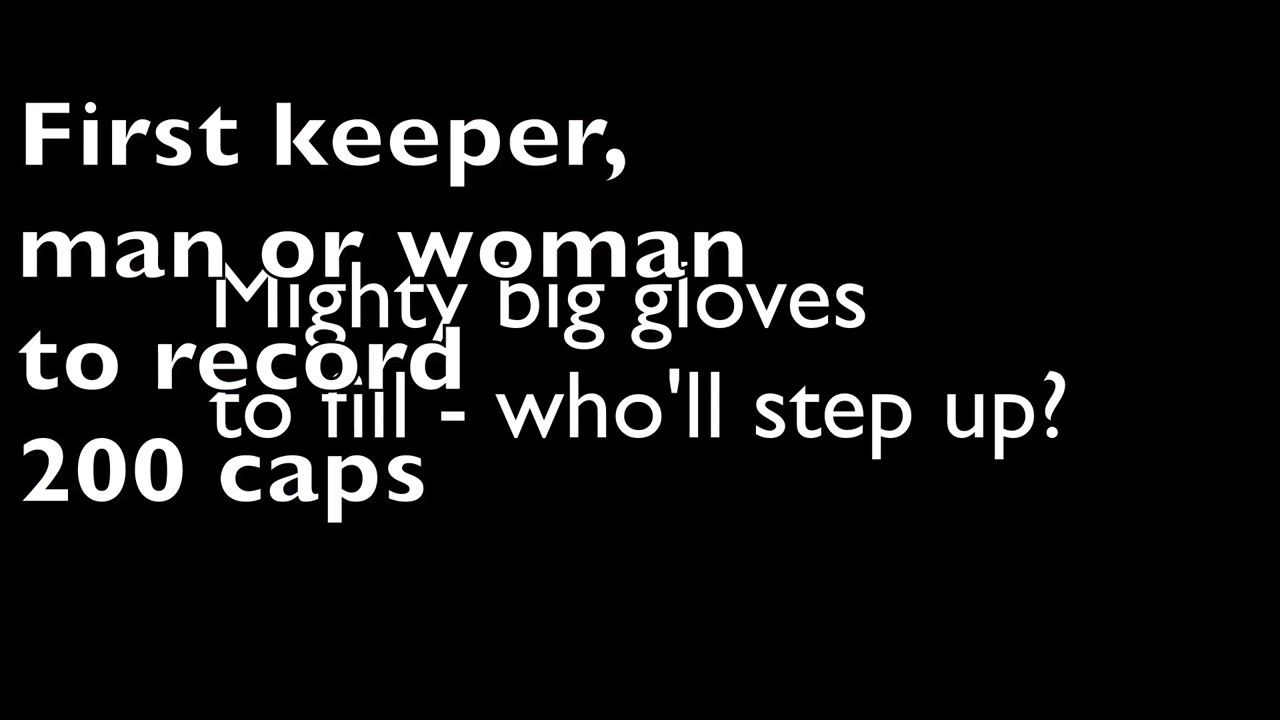 First keeper,
man or woman
to record
200 caps
Mighty big gloves
to fill - who'll step up?